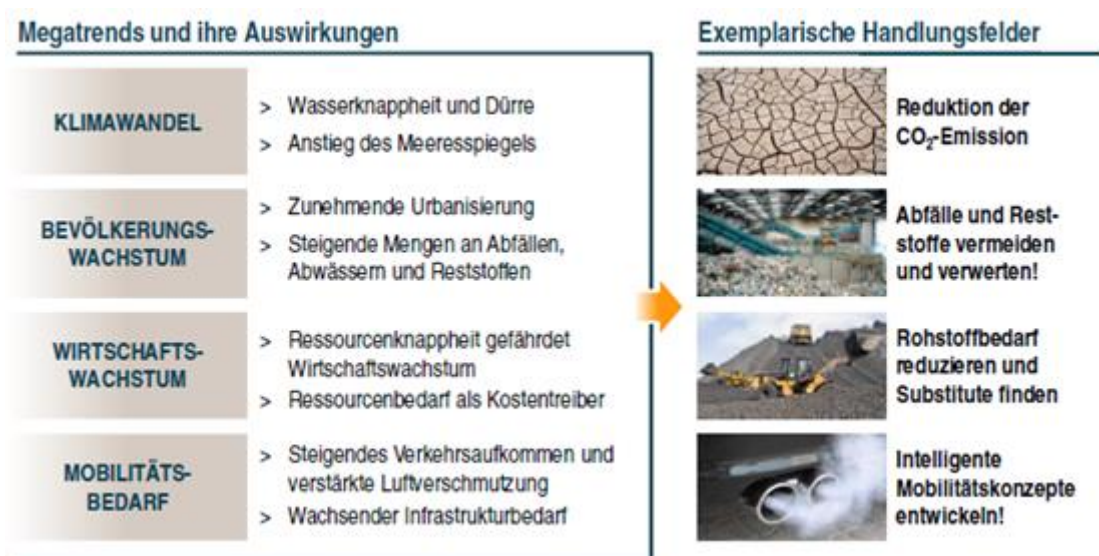 Megatrends und ihre Auswirkungen
Exemplarische Handlungsfelder
KLIMAWANDEL
> Wasserknappheit und Dürre
> Anstieg des Meeresspiegels
Reduktion der
CO₂-Emission
BEVÖLKERUNGS-
WACHSTUM
> Zunehmende Urbanisierung
> Steigende Mengen an Abfällen,
Abwässern und Reststoffen
Abfälle und Rest-
stoffe vermeiden
und verwerten!
WIRTSCHAFTS-
WACHSTUM
> Ressourcenknappheit gefährdet
Wirtschaftswachstum
> Ressourcenbedarf als Kostentreiber
Rohstoffbedarf
reduzieren und
Substitute finden
MOBILITÄTS-
BEDARF
> Steigendes Verkehrsaufkommen und
verstärkte Luftverschmutzung
> Wachsender Infrastrukturbedarf
Intelligente
Mobilitätskonzepte
entwickeln!